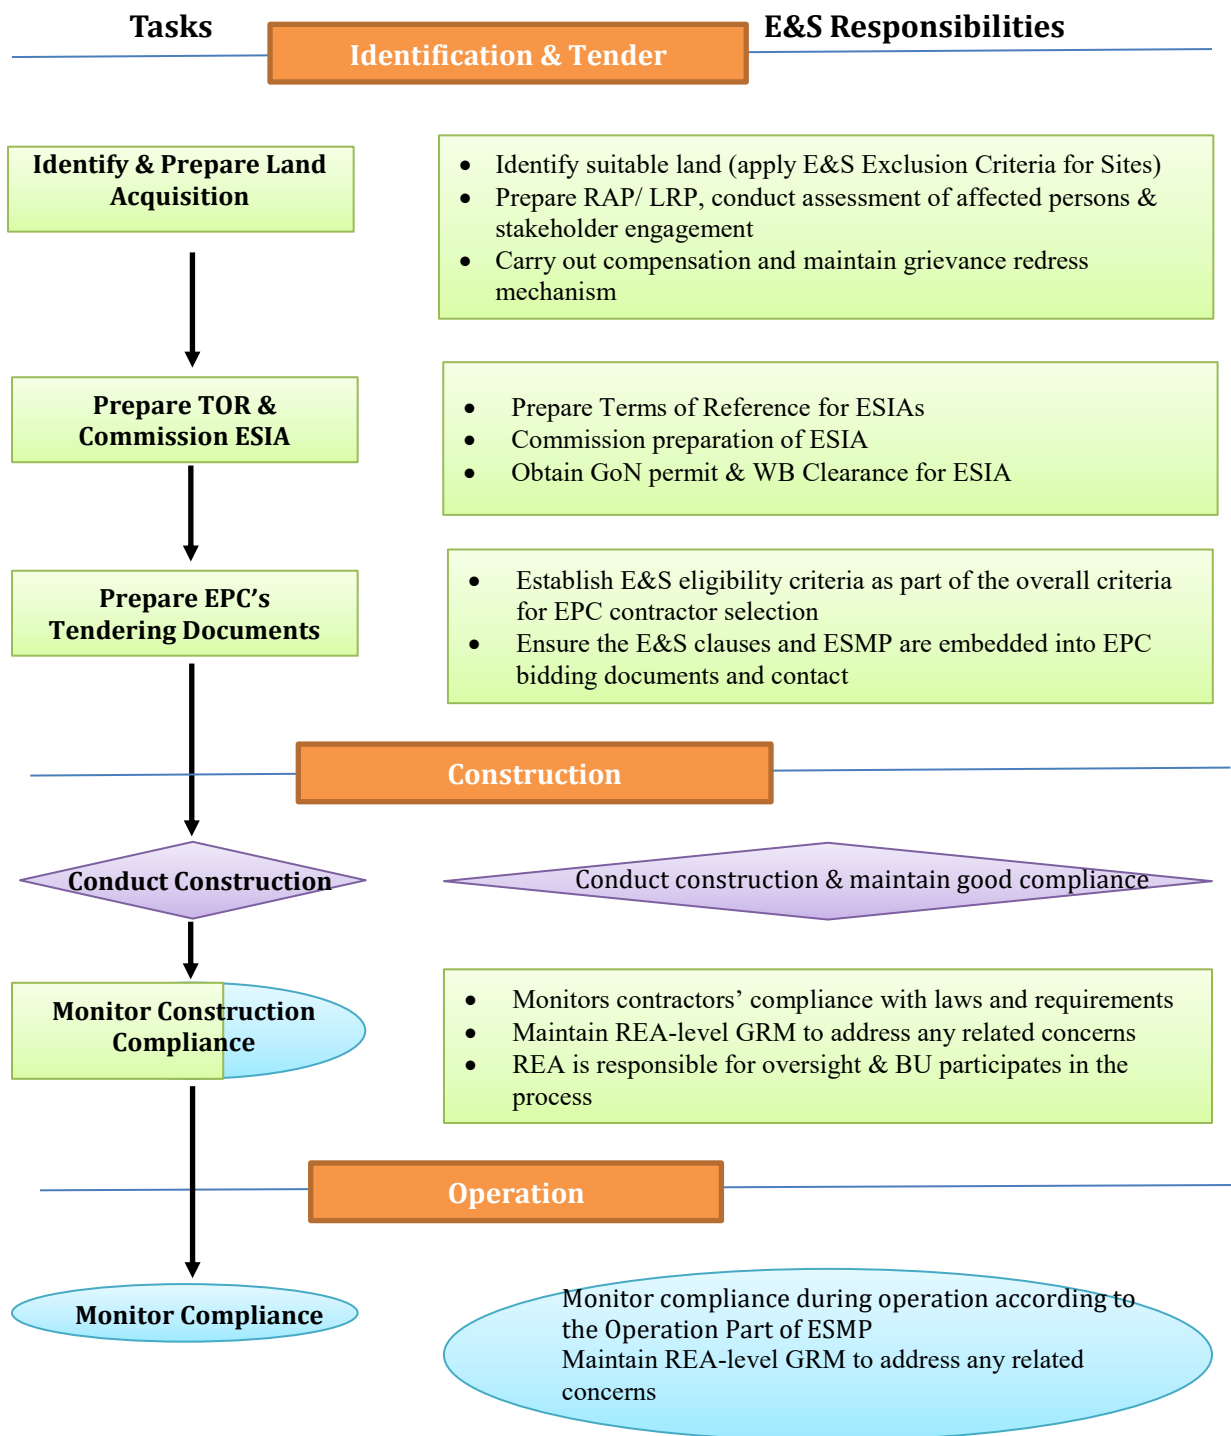 Tasks
E&S Responsibilities
Identification & Tender
Identify & Prepare Land
Acquisition
• Identify suitable land (apply E&S Exclusion Criteria for Sites)
• Prepare RAP/ LRP, conduct assessment of affected persons &
stakeholder engagement
• Carry out compensation and maintain grievance redress
mechanism
Prepare TOR &
Commission ESIA
• Prepare Terms of Reference for ESIAs
• Commission preparation of ESIA
• Obtain GoN permit & WB Clearance for ESIA
Prepare EPC’s
Tendering Documents
• Establish E&S eligibility criteria as part of the overall criteria
for EPC contractor selection
• Ensure the E&S clauses and ESMP are embedded into EPC
bidding documents and contact
Construction
Conduct Construction
Conduct construction & maintain good compliance
Monitor Construction
Compliance
• Monitors contractors’ compliance with laws and requirements
• Maintain REA-level GRM to address any related concerns
• REA is responsible for oversight & BU participates in the
process
Operation
Monitor Compliance
Monitor compliance during operation according to
the Operation Part of ESMP
Maintain REA-level GRM to address any related
concerns